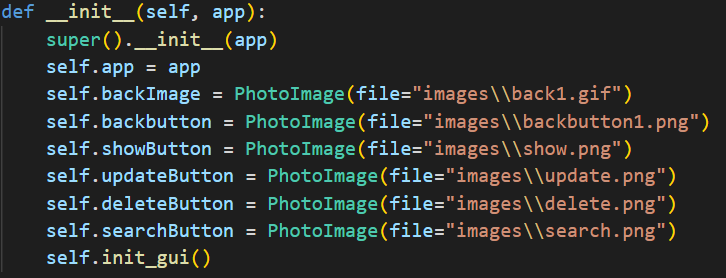 def __init__(self, app):
    super().__init__(app)
    self.app = app
    self.backImage = PhotoImage(file="images\\back1.gif")
    self.backbutton = PhotoImage(file="images\\backbutton1.png")
    self.showButton = PhotoImage(file="images\\show.png")
    self.updateButton = PhotoImage(file="images\\update.png")
    self.deleteButton = PhotoImage(file="images\\delete.png")
    self.searchButton = PhotoImage(file="images\\search.png")
    self.init_gui()